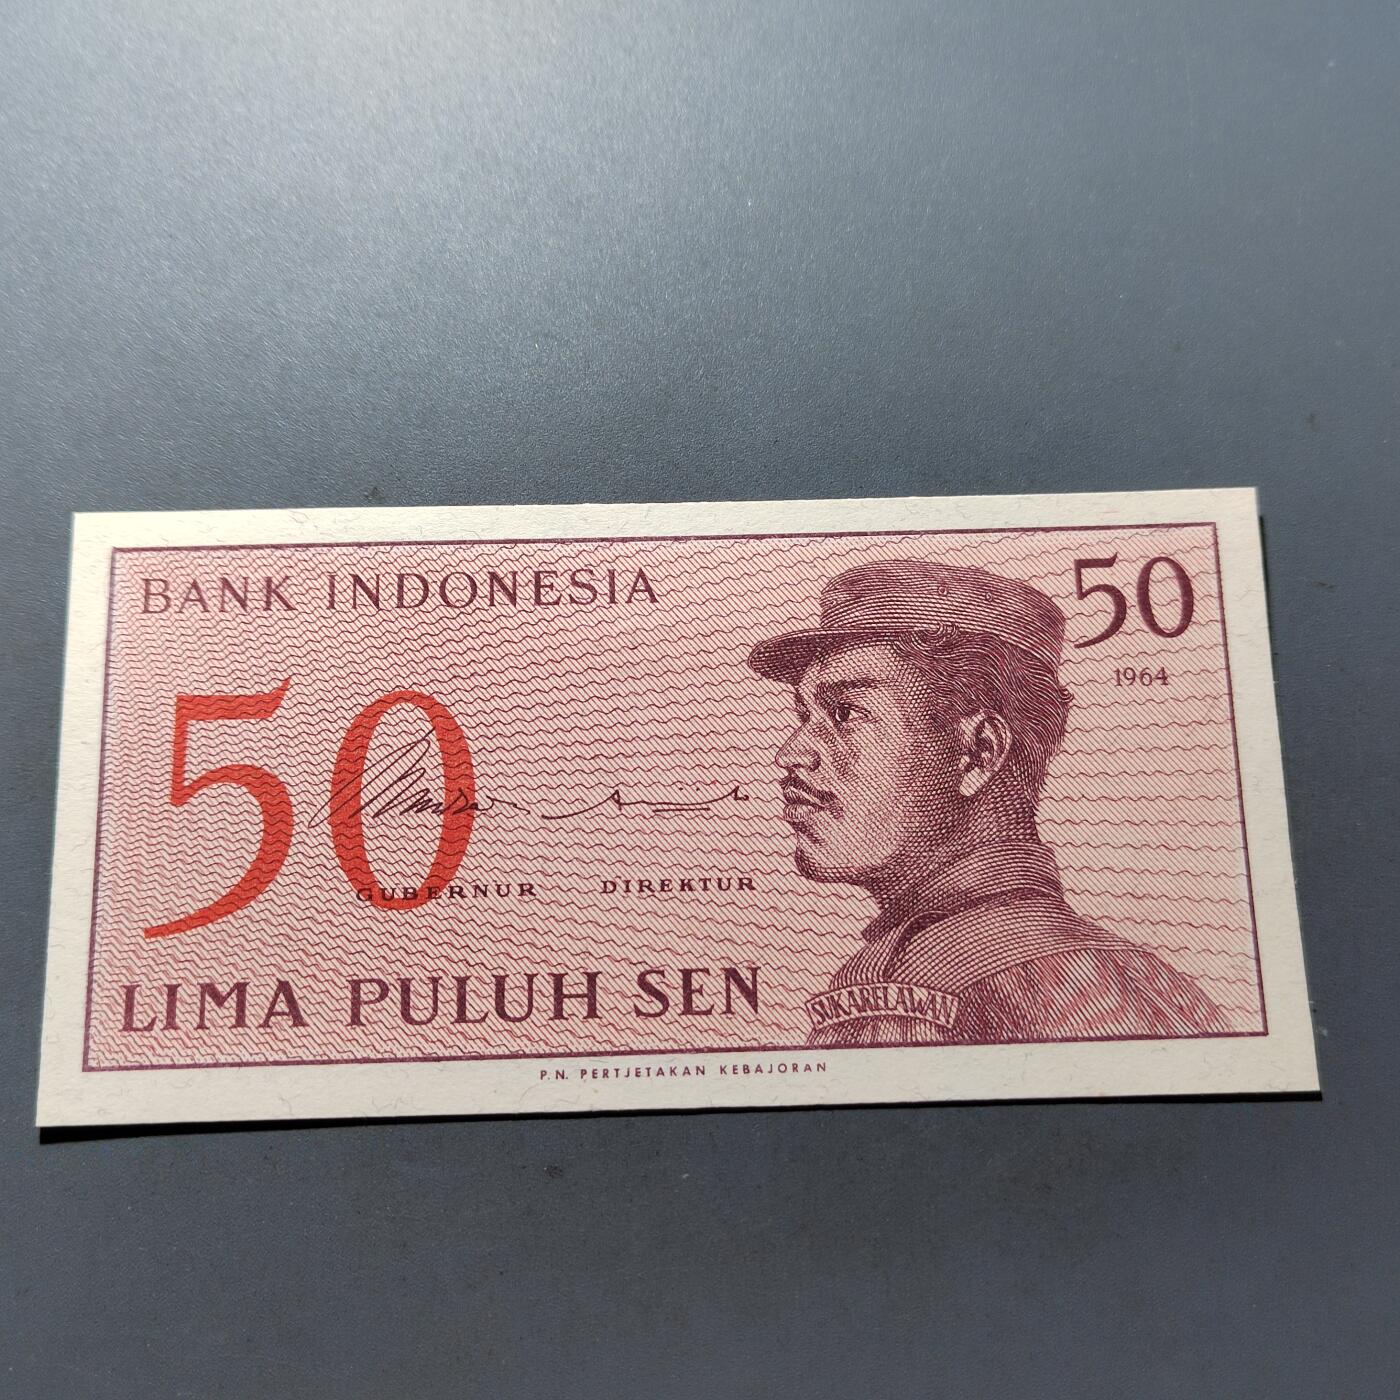 BANK INDONESIA
50
1964
50
GUBERNUR DIREKTUR
LIMA PULUH SEN
SUKARELAWAN
P.N. PERTJETAKAN KEBAJORAN